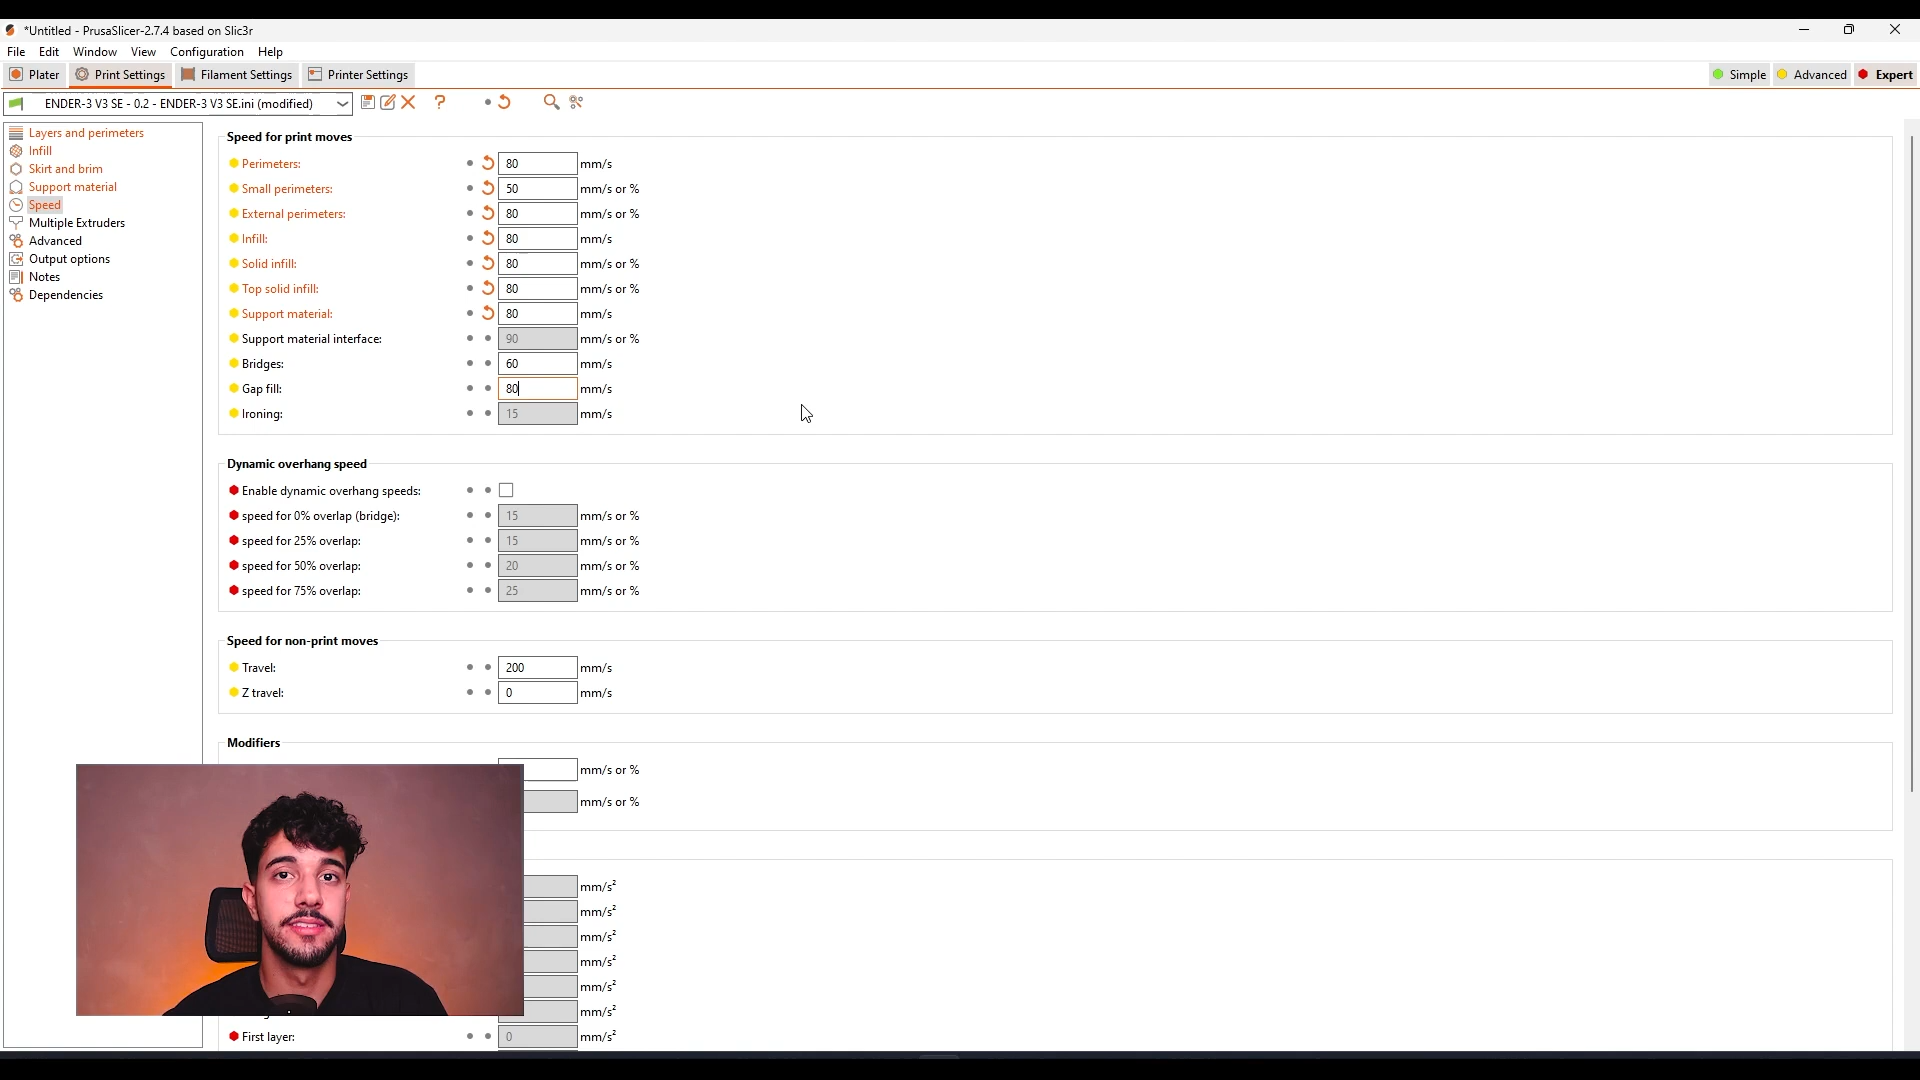 *Untitled - PrusaSlicer-2.7.4 based on Slic3r
File Edit Window View Configuration Help
Plater Print Settings Filament Settings Printer Settings Simple Advanced Expert
ENDER-3 V3 SE - 0.2 - ENDER-3 V3 SE.ini (modified) ?
Layers and perimeters
Infill
Skirt and brim
Support material
Speed
Multiple Extruders
Advanced
Output options
Notes
Dependencies
Speed for print moves
Perimeters: 80 mm/s
Small perimeters: 50 mm/s or %
External perimeters: 80 mm/s or %
Infill: 80 mm/s
Solid infill: 80 mm/s or %
Top solid infill: 80 mm/s or %
Support material: 80 mm/s
Support material interface: 90 mm/s or %
Bridges: 60 mm/s
Gap fill: 80 mm/s
Ironing: 15 mm/s
Dynamic overhang speed
Enable dynamic overhang speeds:
speed for 0% overlap (bridge): 15 mm/s or %
speed for 25% overlap: 15 mm/s or %
speed for 50% overlap: 20 mm/s or %
speed for 75% overlap: 25 mm/s or %
Speed for non-print moves
Travel: 200 mm/s
Z travel: 0 mm/s
Modifiers
mm/s or %
mm/s or %
mm/s²
mm/s²
mm/s²
mm/s²
mm/s²
mm/s²
First layer: 0 mm/s²